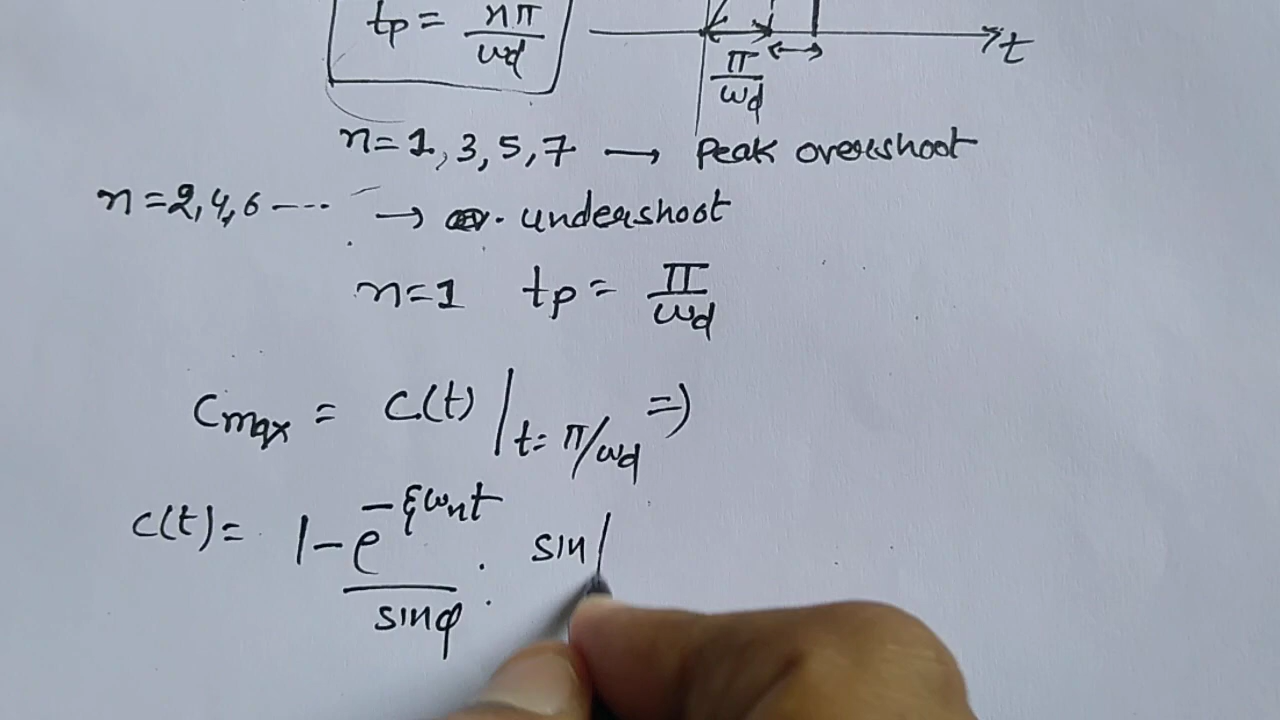 tp = nπ/ωd
t
π/ωd
n=1, 3, 5, 7 → Peak overshoot
n=2,4,6 ---- → undershoot
n=1 tp = π/ωd
Cmax = C(t) | t= π/ωd ⇒
C(t)= 1 - e^-ξωnt / sinφ . sin(